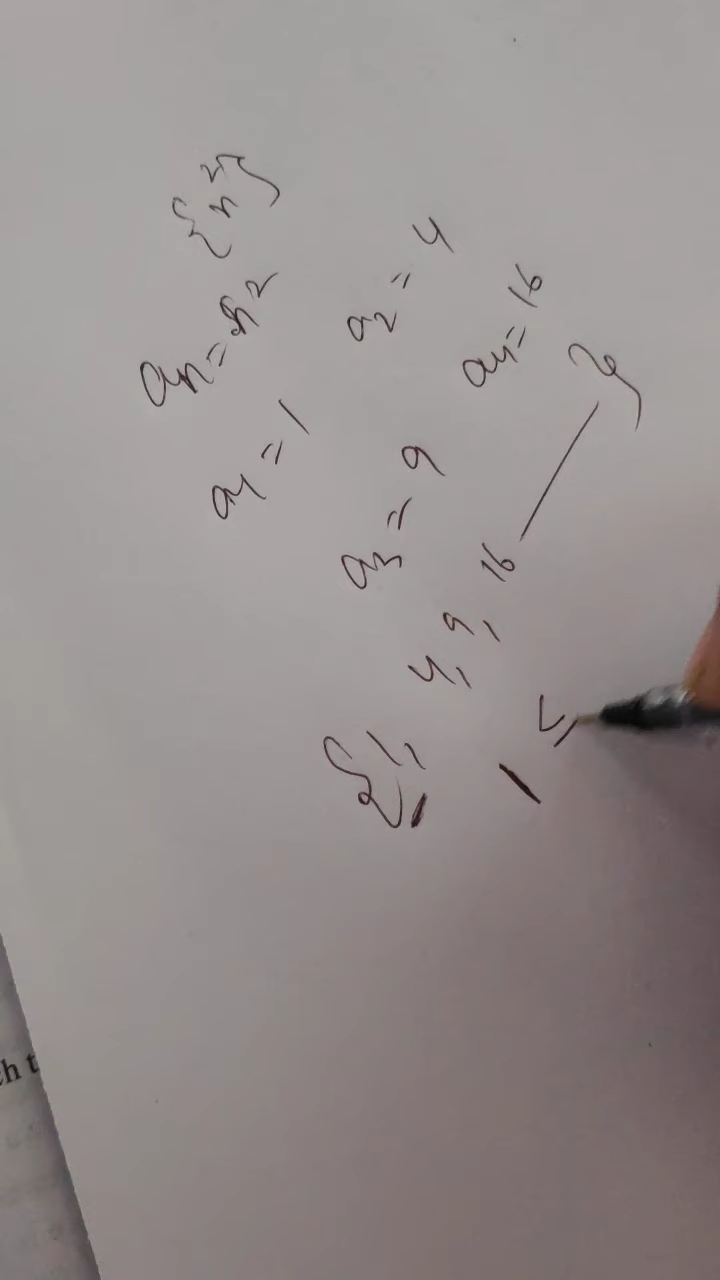 {n²}
aₙ = n²
a₁ = 1 a₂ = 4
a₃ = 9 a₄ = 16
{1, 4, 9, 16 — }
1 ≤